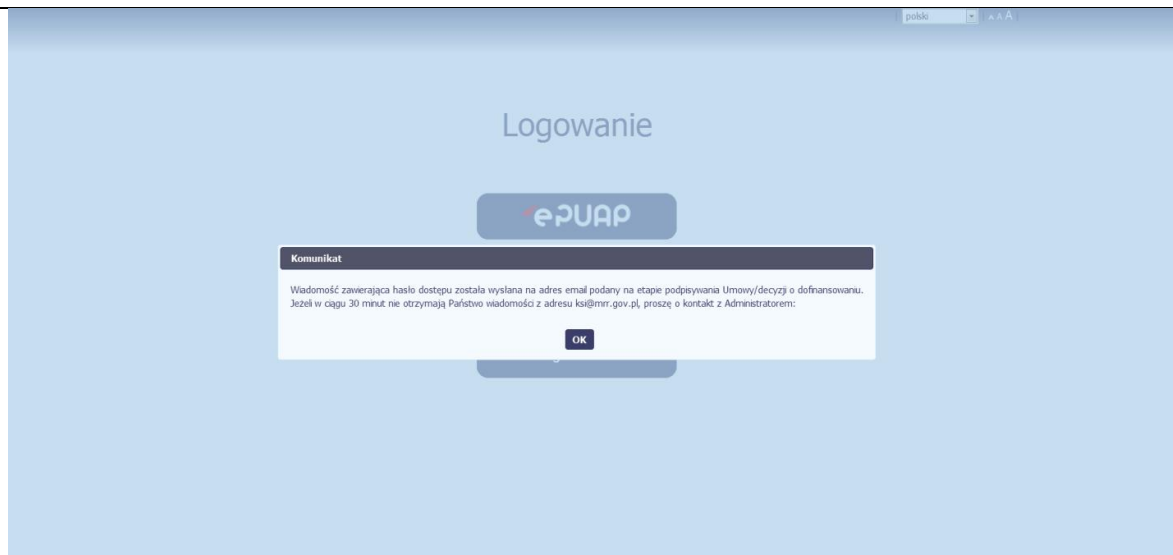 polski
A A A
Logowanie
ePUAP
Komunikat
Wiadomość zawierająca hasło dostępu została wysłana na adres email podany na etapie podpisywania Umowy/decyzji o dofinansowaniu.
Jeżeli w ciągu 30 minut nie otrzymają Państwo wiadomości z adresu ksi@mrr.gov.pl, proszę o kontakt z Administratorem:
OK